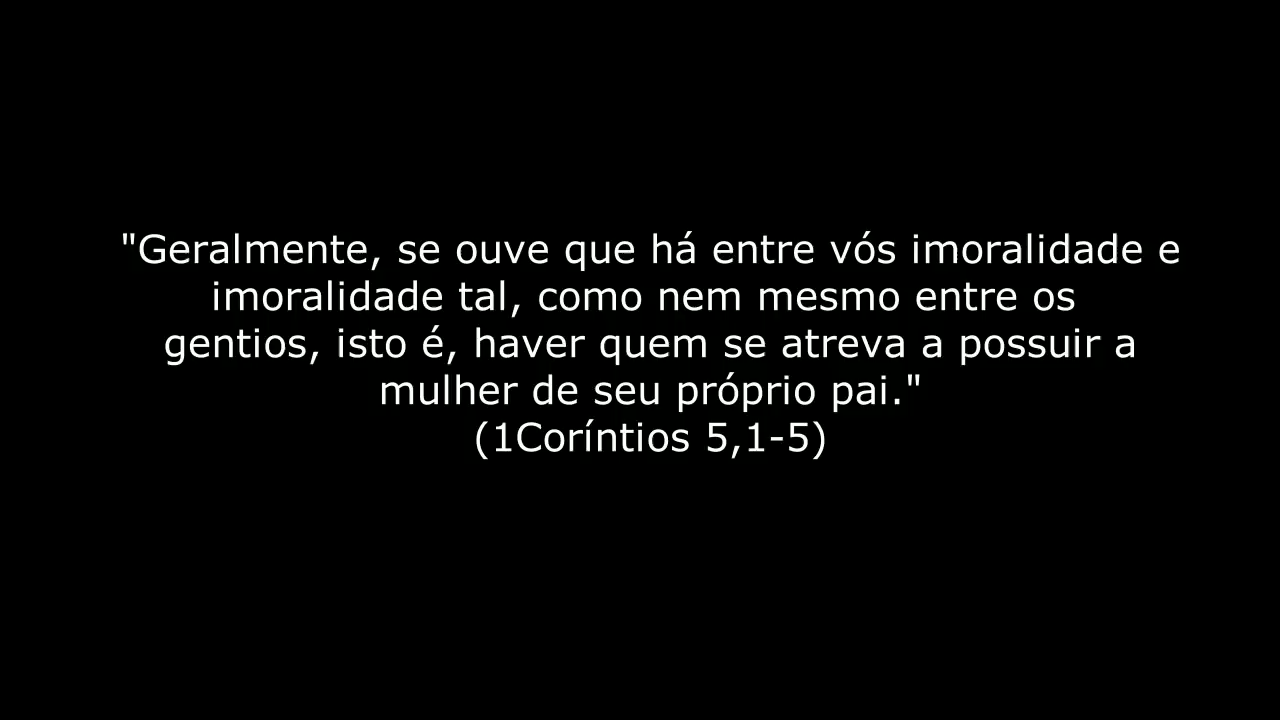 "Geralmente, se ouve que há entre vós imoralidade e
imoralidade tal, como nem mesmo entre os
gentios, isto é, haver quem se atreva a possuir a
mulher de seu próprio pai."
(1Coríntios 5,1-5)